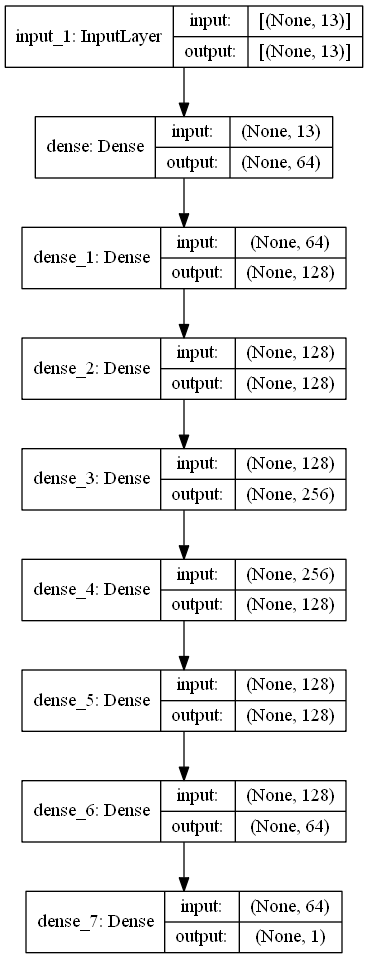 input_1: InputLayer
input: [(None, 13)]
output: [(None, 13)]
dense: Dense
input: (None, 13)
output: (None, 64)
dense_1: Dense
input: (None, 64)
output: (None, 128)
dense_2: Dense
input: (None, 128)
output: (None, 128)
dense_3: Dense
input: (None, 128)
output: (None, 256)
dense_4: Dense
input: (None, 256)
output: (None, 128)
dense_5: Dense
input: (None, 128)
output: (None, 128)
dense_6: Dense
input: (None, 128)
output: (None, 64)
dense_7: Dense
input: (None, 64)
output: (None, 1)